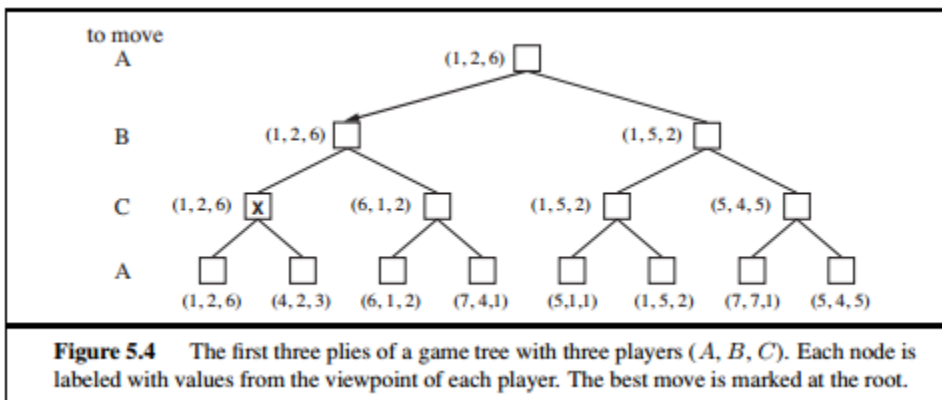 to move
A (1, 2, 6)
B (1, 2, 6) (1, 5, 2)
C (1, 2, 6) X (6, 1, 2) (1, 5, 2) (5, 4, 5)
A
(1, 2, 6) (4, 2, 3) (6, 1, 2) (7, 4,1) (5,1,1) (1, 5, 2) (7, 7,1) (5, 4, 5)
Figure 5.4 The first three plies of a game tree with three players (A, B, C). Each node is
labeled with values from the viewpoint of each player. The best move is marked at the root.